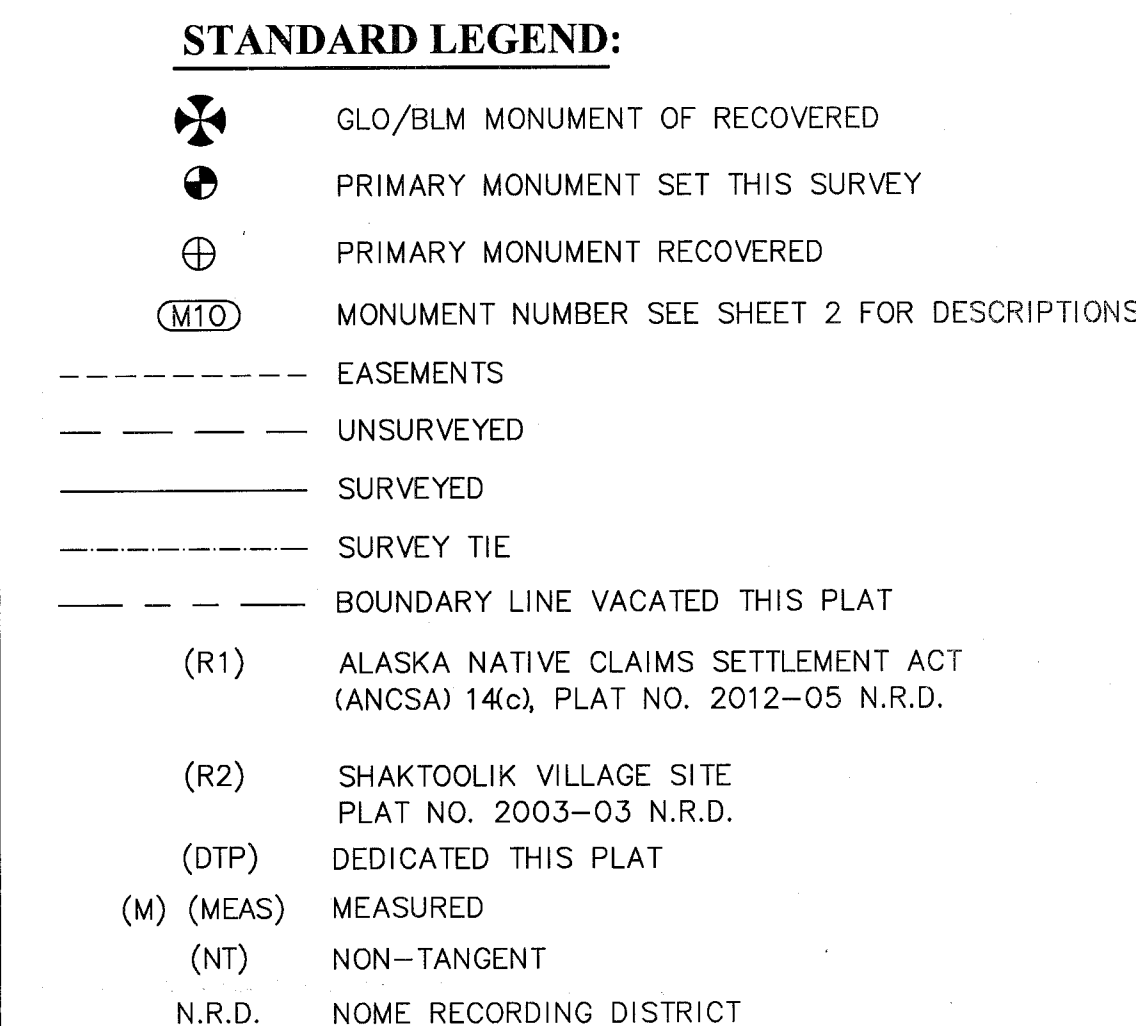 STANDARD LEGEND:
GLO/BLM MONUMENT OF RECOVERED
PRIMARY MONUMENT SET THIS SURVEY
PRIMARY MONUMENT RECOVERED
M10 MONUMENT NUMBER SEE SHEET 2 FOR DESCRIPTIONS
EASEMENTS
UNSURVEYED
SURVEYED
SURVEY TIE
BOUNDARY LINE VACATED THIS PLAT
(R1) ALASKA NATIVE CLAIMS SETTLEMENT ACT
(ANCSA) 14(c), PLAT NO. 2012-05 N.R.D.
(R2) SHAKTOOLIK VILLAGE SITE
PLAT NO. 2003-03 N.R.D.
(DTP) DEDICATED THIS PLAT
(M) (MEAS) MEASURED
(NT) NON-TANGENT
N.R.D. NOME RECORDING DISTRICT